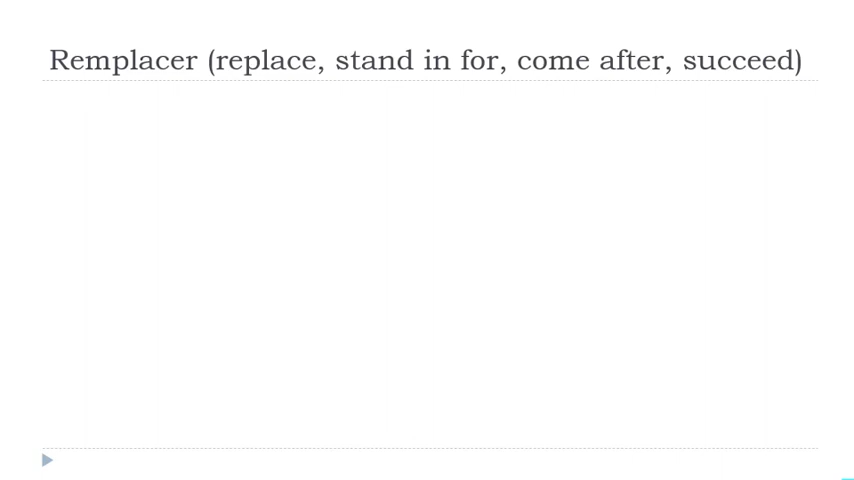 Remplacer (replace, stand in for, come after, succeed)